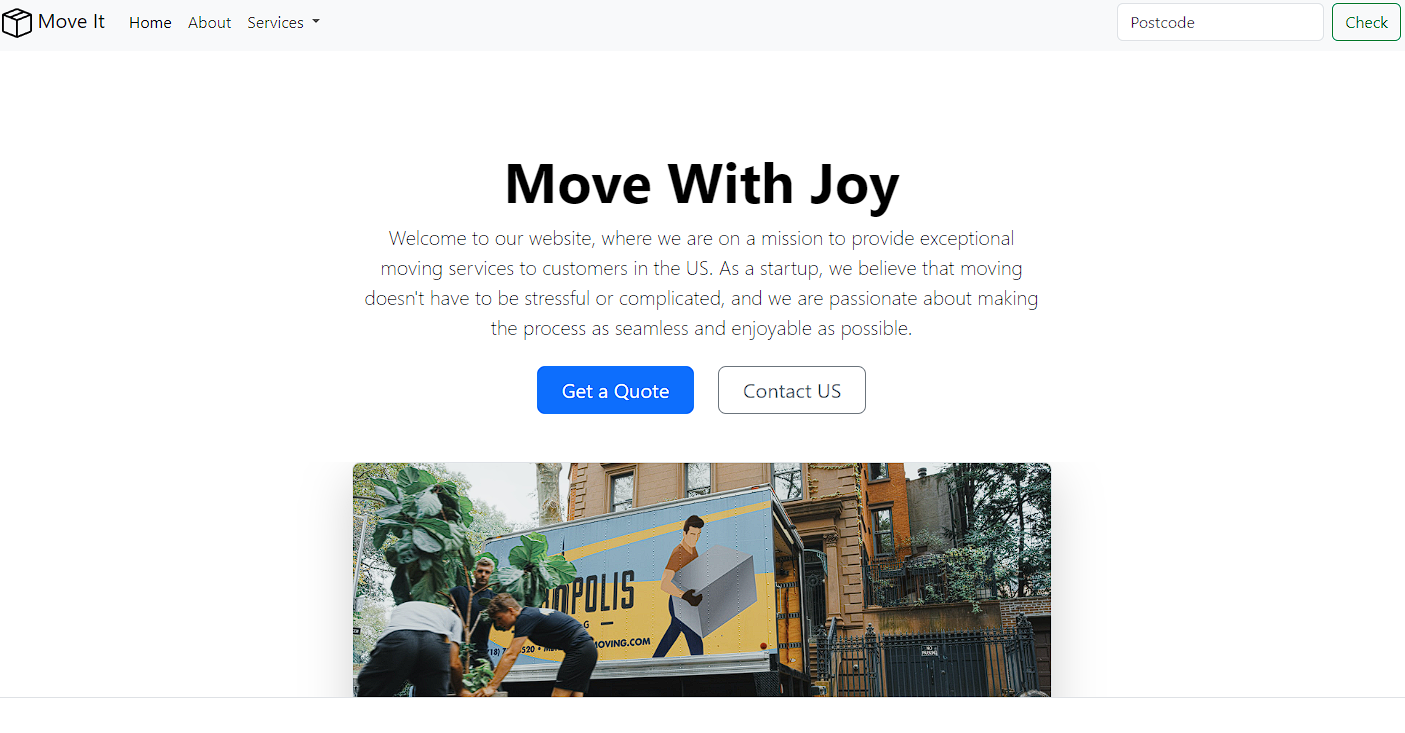 Move It Home About Services Postcode Check
Move With Joy
Welcome to our website, where we are on a mission to provide exceptional
moving services to customers in the US. As a startup, we believe that moving
doesn't have to be stressful or complicated, and we are passionate about making
the process as seamless and enjoyable as possible.
Get a Quote Contact US
OPOLIS
MOVING.COM
NO
PARKING